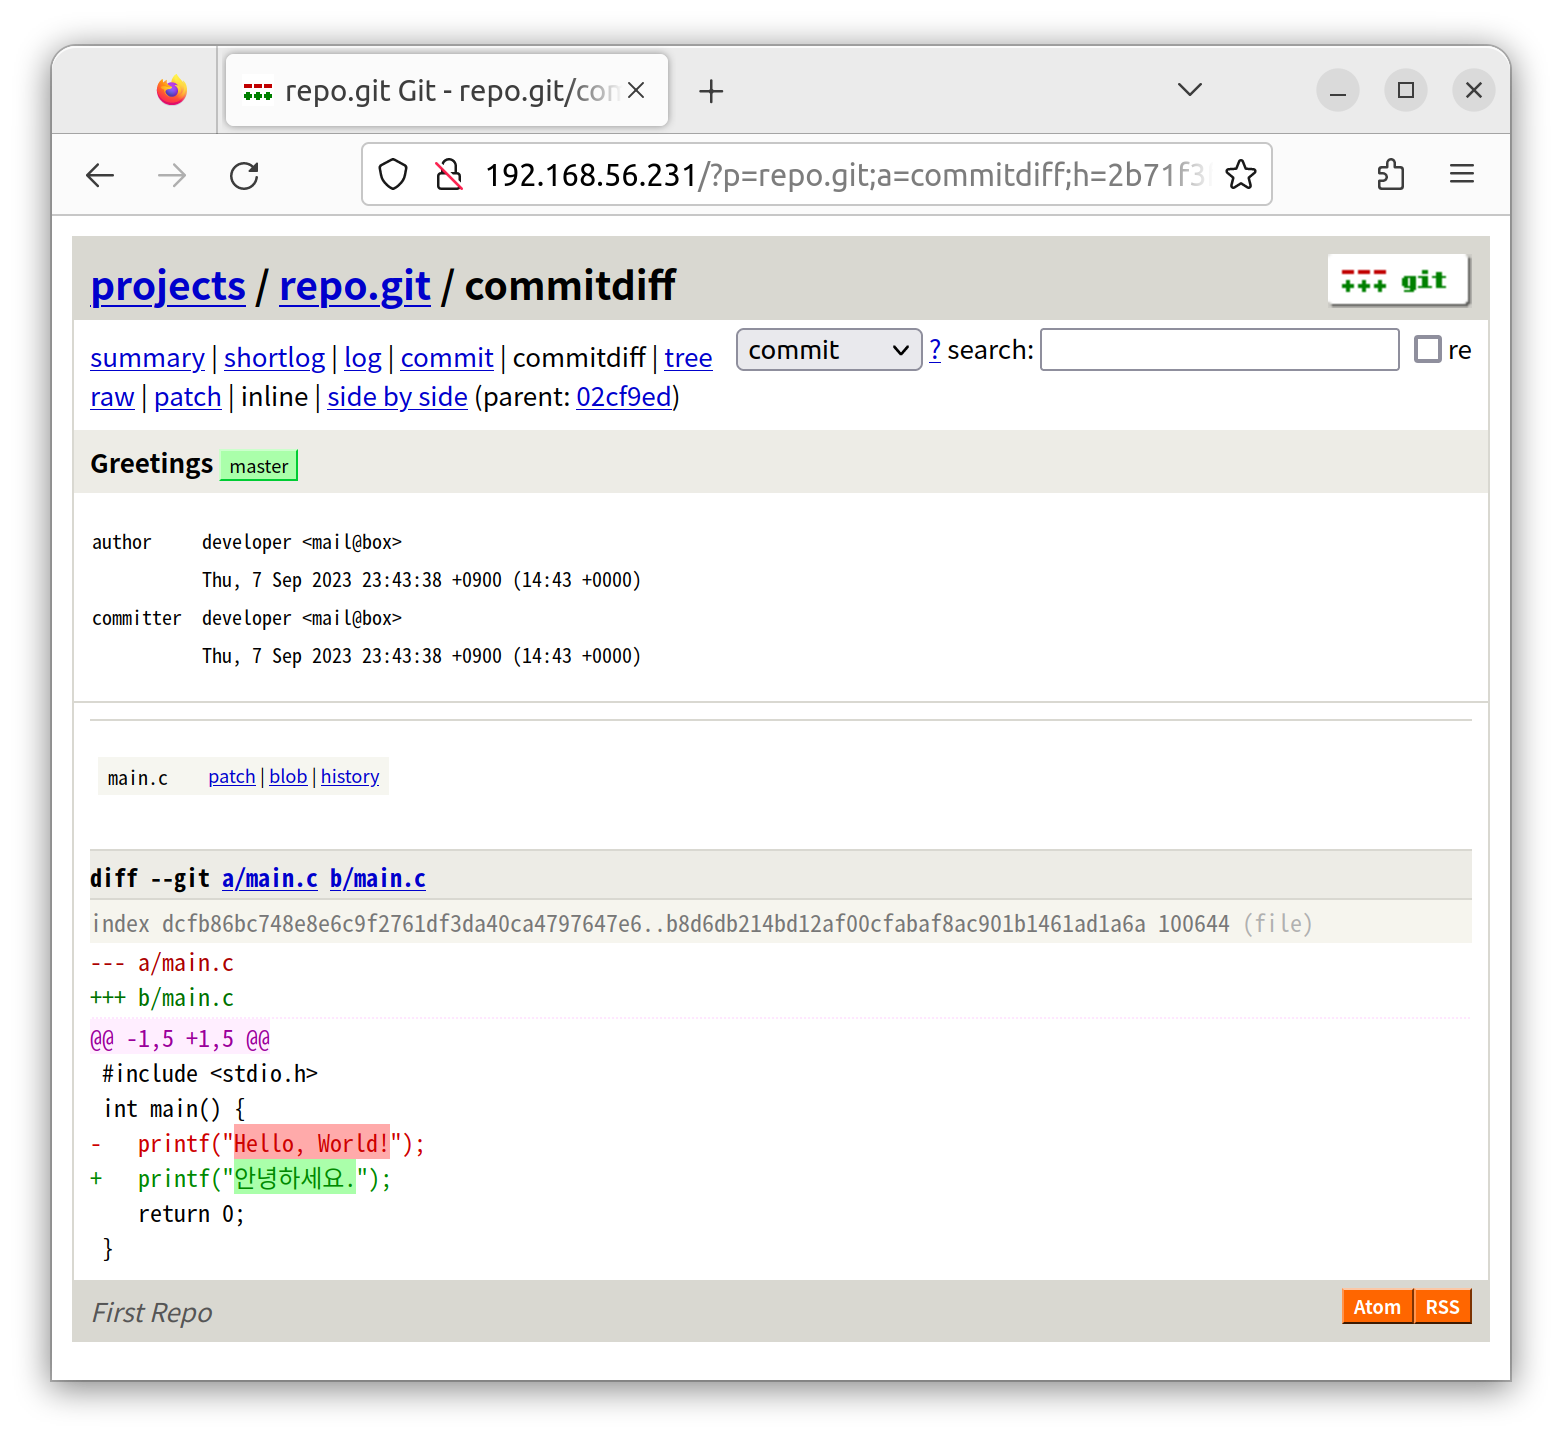 repo.git Git - repo.git/con
192.168.56.231/?p=repo.git;a=commitdiff;h=2b71f3
projects / repo.git / commitdiff
git
summary | shortlog | log | commit | commitdiff | tree
commit ? search: re
raw | patch | inline | side by side (parent: 02cf9ed)
Greetings master
author developer <mail@box>
Thu, 7 Sep 2023 23:43:38 +0900 (14:43 +0000)
committer developer <mail@box>
Thu, 7 Sep 2023 23:43:38 +0900 (14:43 +0000)
main.c patch | blob | history
diff --git a/main.c b/main.c
index dcfb86bc748e8e6c9f2761df3da40ca4797647e6..b8d6db214bd12af00cfabaf8ac901b1461ad1a6a 100644 (file)
--- a/main.c
+++ b/main.c
@@ -1,5 +1,5 @@
#include <stdio.h>
int main() {
-   printf("Hello, World!");
+   printf("안녕하세요.");
return 0;
}
First Repo
Atom RSS